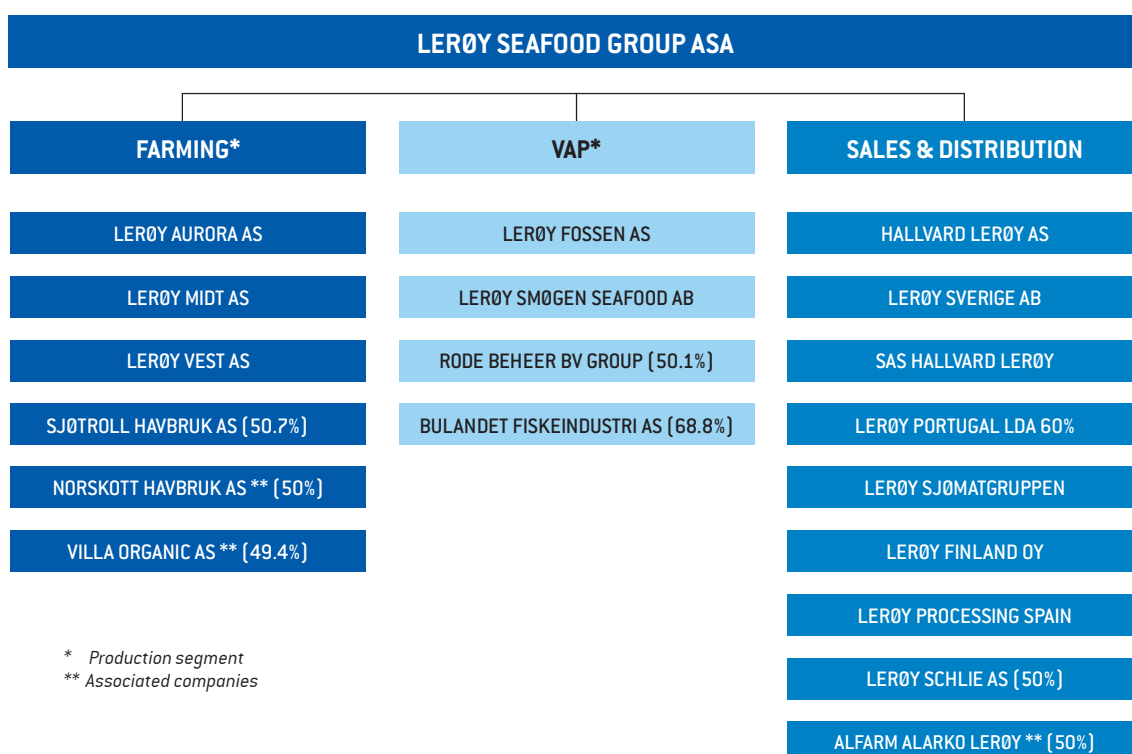 LERØY SEAFOOD GROUP ASA
FARMING*
LERØY AURORA AS
LERØY MIDT AS
LERØY VEST AS
SJØTROLL HAVBRUK AS (50.7%)
NORSKOTT HAVBRUK AS ** (50%)
VILLA ORGANIC AS ** (49.4%)
VAP*
LERØY FOSSEN AS
LERØY SMØGEN SEAFOOD AB
RODE BEHEER BV GROUP (50.1%)
BULANDET FISKEINDUSTRI AS (68.8%)
SALES & DISTRIBUTION
HALLVARD LERØY AS
LERØY SVERIGE AB
SAS HALLVARD LERØY
LERØY PORTUGAL LDA 60%
LERØY SJØMATGRUPPEN
LERØY FINLAND OY
LERØY PROCESSING SPAIN
LERØY SCHLIE AS (50%)
ALFARM ALARKO LERØY ** (50%)
* Production segment
** Associated companies